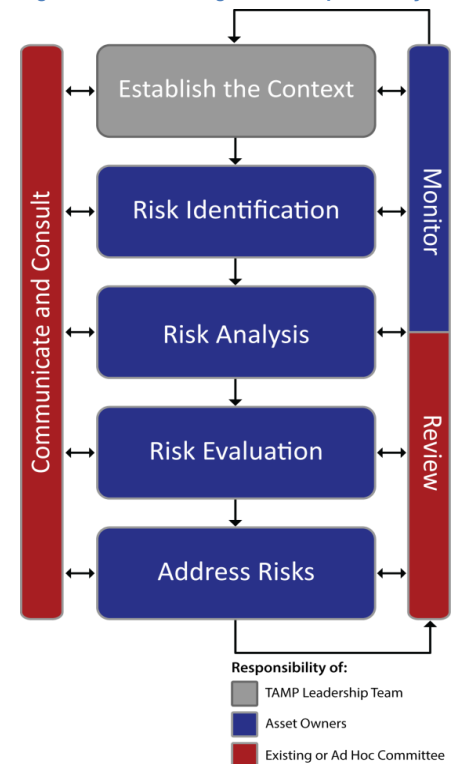 Establish the Context
Risk Identification
Risk Analysis
Risk Evaluation
Address Risks
Communicate and Consult
Monitor
Review
Responsibility of:
TAMP Leadership Team
Asset Owners
Existing or Ad Hoc Committee